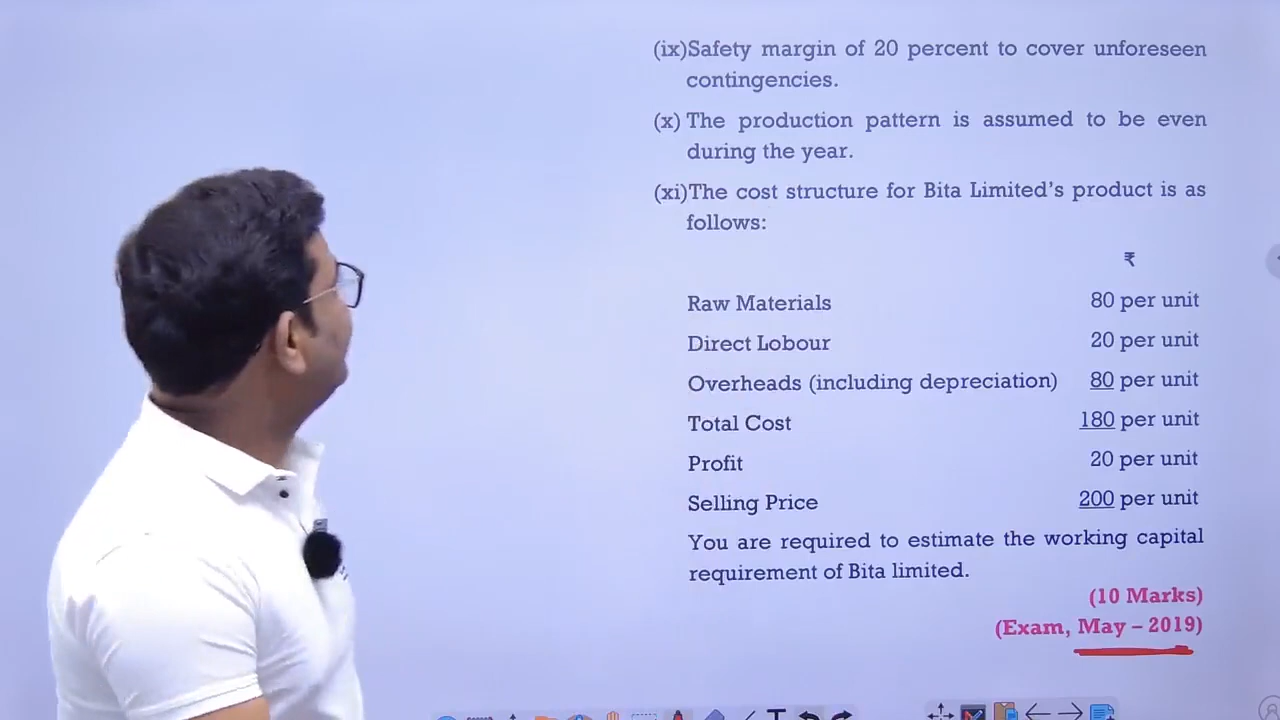 (ix)Safety margin of 20 percent to cover unforeseen
contingencies.
(x) The production pattern is assumed to be even
during the year.
(xi)The cost structure for Bita Limited's product is as
follows:
₹
Raw Materials 80 per unit
Direct Lobour 20 per unit
Overheads (including depreciation) 80 per unit
Total Cost 180 per unit
Profit 20 per unit
Selling Price 200 per unit
You are required to estimate the working capital
requirement of Bita limited.
(10 Marks)
(Exam, May – 2019)